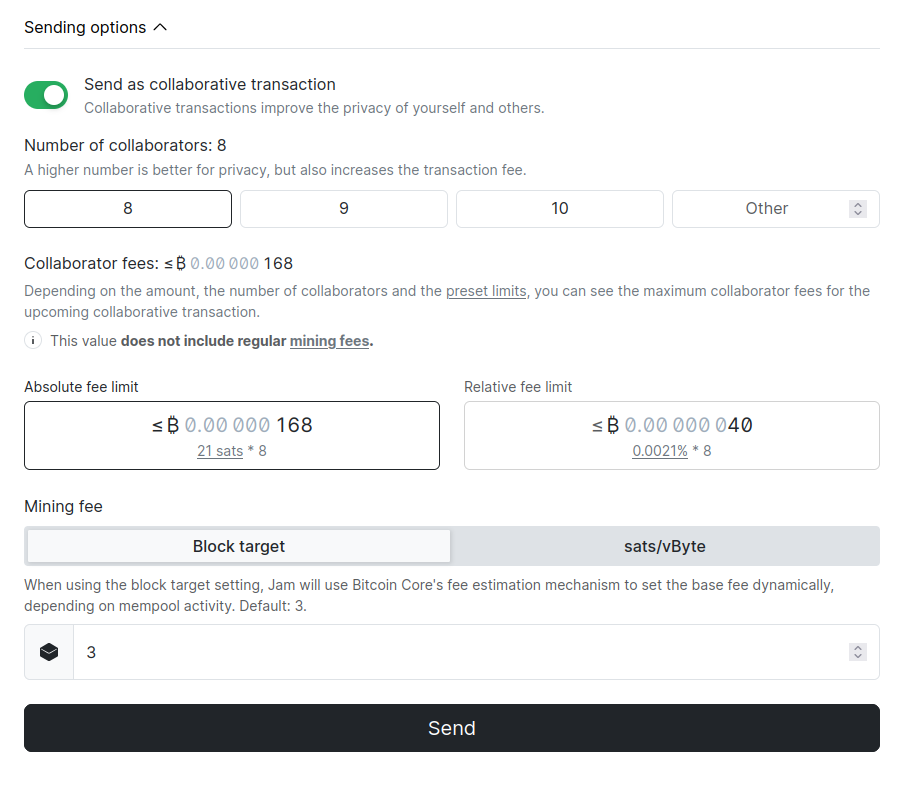 Sending options
Send as collaborative transaction
Collaborative transactions improve the privacy of yourself and others.
Number of collaborators: 8
A higher number is better for privacy, but also increases the transaction fee.
8 9 10 Other
Collaborator fees: ≤ ₿ 0.00 000 168
Depending on the amount, the number of collaborators and the preset limits, you can see the maximum collaborator fees for the
upcoming collaborative transaction.
i This value does not include regular mining fees.
Absolute fee limit Relative fee limit
≤ ₿ 0.00 000 168 ≤ ₿ 0.00 000 040
21 sats * 8 0.0021% * 8
Mining fee
Block target sats/vByte
When using the block target setting, Jam will use Bitcoin Core's fee estimation mechanism to set the base fee dynamically,
depending on mempool activity. Default: 3.
3
Send